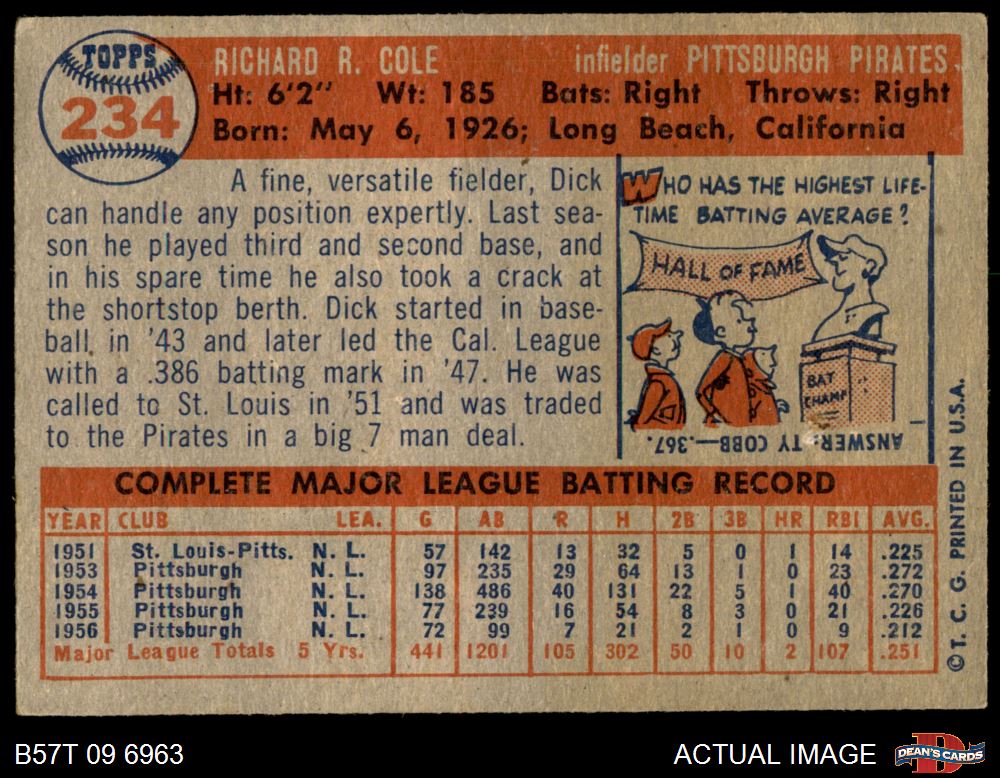 TOPPS
234
RICHARD R. COLE infielder PITTSBURGH PIRATES
Ht: 6'2" Wt: 185 Bats: Right Throws: Right
Born: May 6, 1926; Long Beach, California
A fine, versatile fielder, Dick
can handle any position expertly. Last sea-
son he played third and second base, and
in his spare time he also took a crack at
the shortstop berth. Dick started in base-
ball in '43 and later led the Cal. League
with a .386 batting mark in '47. He was
called to St. Louis in '51 and was traded
to the Pirates in a big 7 man deal.
WHO HAS THE HIGHEST LIFE-
TIME BATTING AVERAGE?
HALL OF FAME
BAT
CHAMP
ANSWER: TY COBB—.367.
COMPLETE MAJOR LEAGUE BATTING RECORD
YEAR CLUB LEA. G AB R H 2B 3B HR RBI AVG.
1951 St. Louis-Pitts. N. L. 57 142 13 32 5 0 1 14 .225
1953 Pittsburgh N. L. 97 235 29 64 13 1 0 23 .272
1954 Pittsburgh N. L. 138 486 40 131 22 5 1 40 .270
1955 Pittsburgh N. L. 77 239 16 54 8 3 0 21 .226
1956 Pittsburgh N. L. 72 99 7 21 2 1 0 9 .212
Major League Totals 5 Yrs. 441 1201 105 302 50 10 2 107 .251
©T. C. G. PRINTED IN U.S.A.
B57T 09 6963
ACTUAL IMAGE
D
DEAN'S CARDS